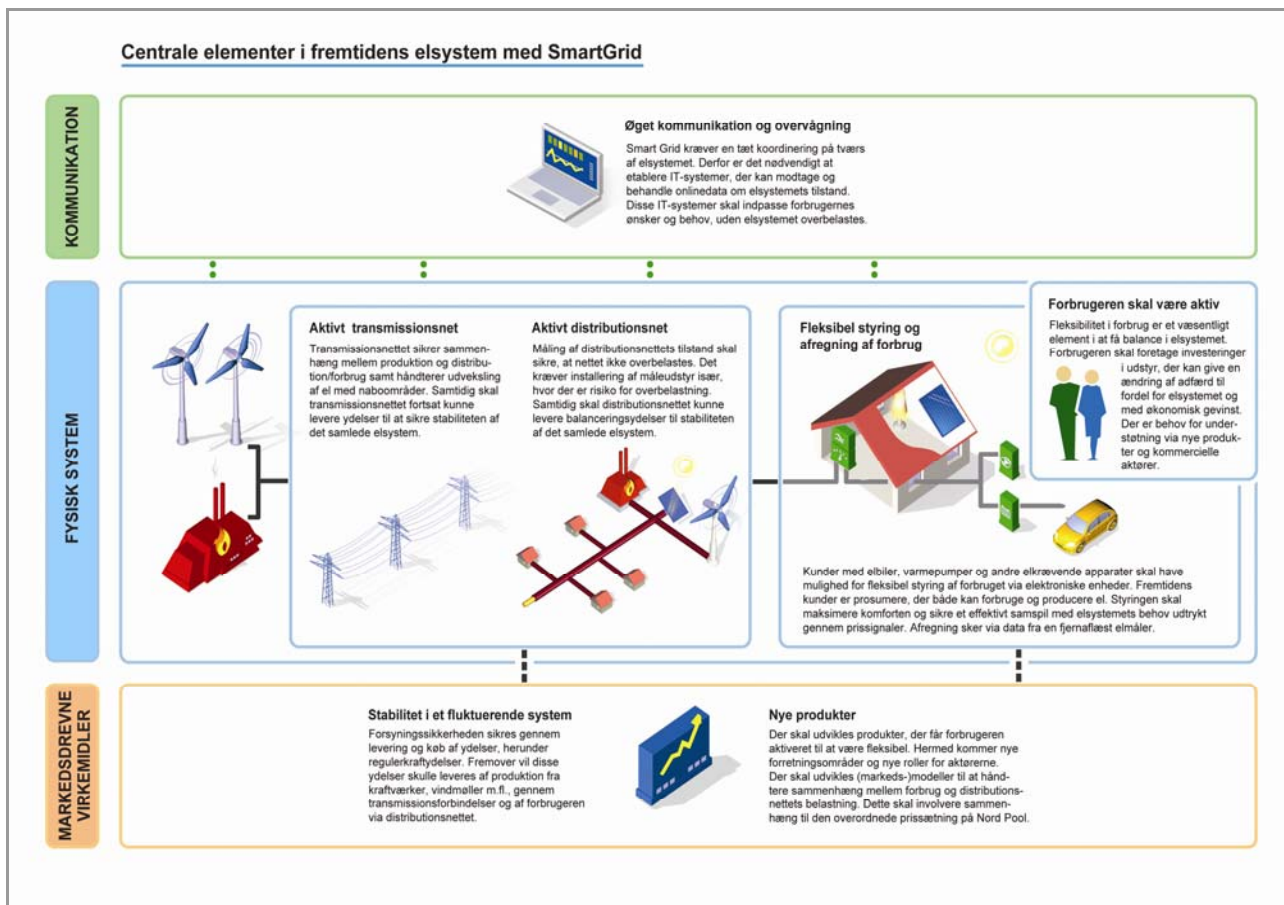 Centrale elementer i fremtidens elsystem med SmartGrid
KOMMUNIKATION
Øget kommunikation og overvågning
Smart Grid kræver en tæt koordinering på tværs
af elsystemet. Derfor er det nødvendigt at
etablere IT-systemer, der kan modtage og
behandle onlinedata om elsystemets tilstand.
Disse IT-systemer skal indpasse forbrugernes
ønsker og behov, uden elsystemet overbelastes.
FYSISK SYSTEM
Aktivt transmissionsnet
Transmissionsnettet sikrer sammen-
hæng mellem produktion og distribu-
tion/forbrug samt håndterer udveksling
af el med naboområder. Samtidig skal
transmissionsnettet fortsat kunne
levere ydelser til at sikre stabiliteten af
det samlede elsystem.
Aktivt distributionsnet
Måling af distributionsnettets tilstand skal
sikre, at nettet ikke overbelastes. Det
kræver installering af måleudstyr især,
hvor der er risiko for overbelastning.
Samtidig skal distributionsnettet kunne
levere balanceringsydelser til stabiliteten
af det samlede elsystem.
Fleksibel styring og
afregning af forbrug
Kunder med elbiler, varmepumper og andre elkrævende apparater skal have
mulighed for fleksibel styring af forbruget via elektroniske enheder. Fremtidens
kunder er prosumere, der både kan forbruge og producere el. Styringen skal
maksimere komforten og sikre et effektivt samspil med elsystemets behov udtrykt
gennem prissignaler. Afregning sker via data fra en fjernaflæst elmåler.
Forbrugeren skal være aktiv
Fleksibilitet i forbrug er et væsentligt
element i at få balance i elsystemet.
Forbrugeren skal foretage investeringer
i udstyr, der kan give en
ændring af adfærd til
fordel for elsystemet og
med økonomisk gevinst.
Der er behov for under-
støtning via nye produk-
ter og kommercielle
aktører.
MARKEDSDREVNE
VIRKEMIDLER
Stabilitet i et fluktuerende system
Forsyningssikkerheden sikres gennem
levering og køb af ydelser, herunder
regulerkraftydelser. Fremover vil disse
ydelser skulle leveres af produktion fra
kraftværker, vindmøller m.fl., gennem
transmissionsforbindelser og af forbrugeren
via distributionsnettet.
Nye produkter
Der skal udvikles produkter, der får forbrugeren
aktiveret til at være fleksibel. Hermed kommer nye
forretningsområder og nye roller for aktørerne.
Der skal udvikles (markeds-)modeller til at hånd-
tere sammenhæng mellem forbrug og distributions-
nettets belastning. Dette skal involvere sammen-
hæng til den overordnede prissætning på Nord Pool.